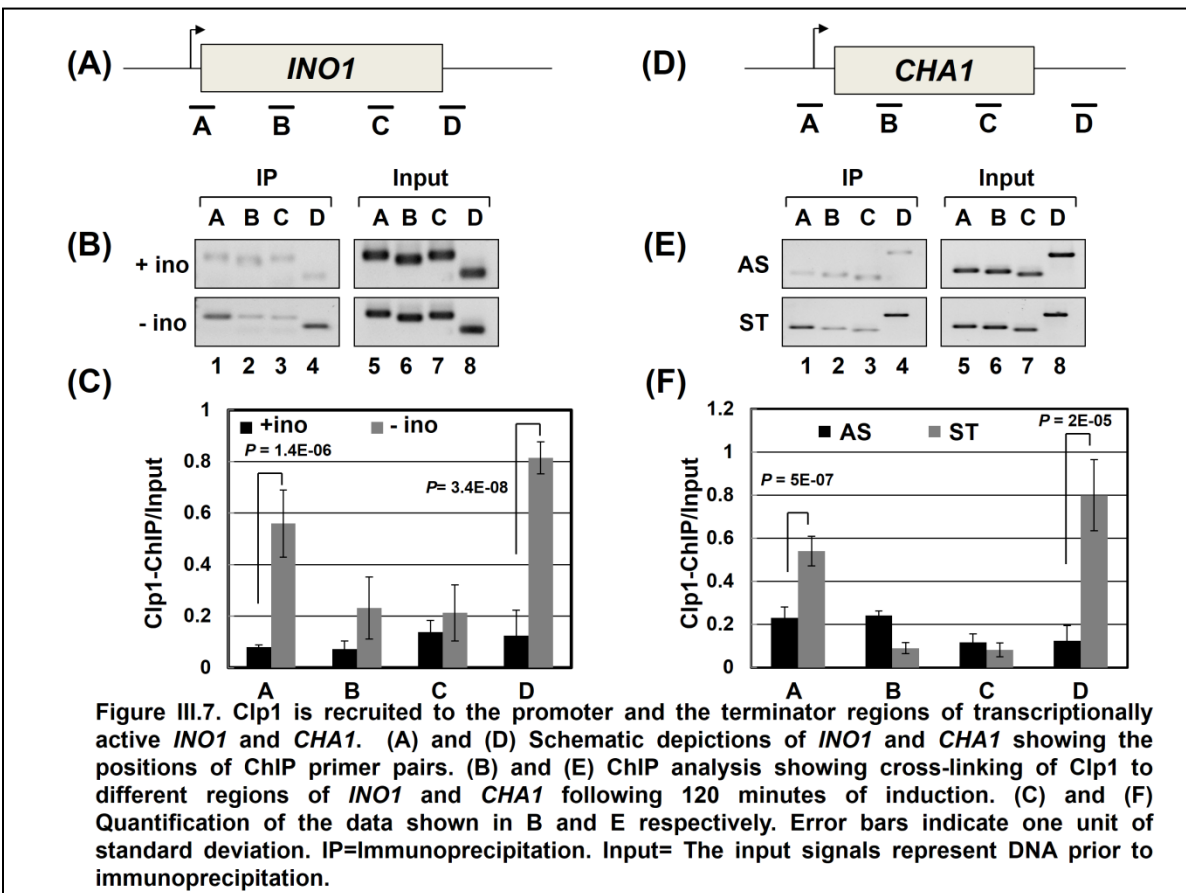 (A)
INO1
A B C D
(D)
CHA1
A B C D
IP Input
A B C D A B C D
(B)
+ ino
- ino
1 2 3 4 5 6 7 8
IP Input
A B C D A B C D
(E)
AS
ST
1 2 3 4 5 6 7 8
(C)
+ino - ino
P = 1.4E-06
P= 3.4E-08
Clp1-ChIP/Input
1
0.8
0.6
0.4
0.2
0
A B C D
(F)
AS ST
P = 5E-07
P = 2E-05
Clp1-ChIP/Input
1.2
1
0.8
0.6
0.4
0.2
0
A B C D
Figure III.7. Clp1 is recruited to the promoter and the terminator regions of transcriptionally
active INO1 and CHA1. (A) and (D) Schematic depictions of INO1 and CHA1 showing the
positions of ChIP primer pairs. (B) and (E) ChIP analysis showing cross-linking of Clp1 to
different regions of INO1 and CHA1 following 120 minutes of induction. (C) and (F)
Quantification of the data shown in B and E respectively. Error bars indicate one unit of
standard deviation. IP=Immunoprecipitation. Input= The input signals represent DNA prior to
immunoprecipitation.